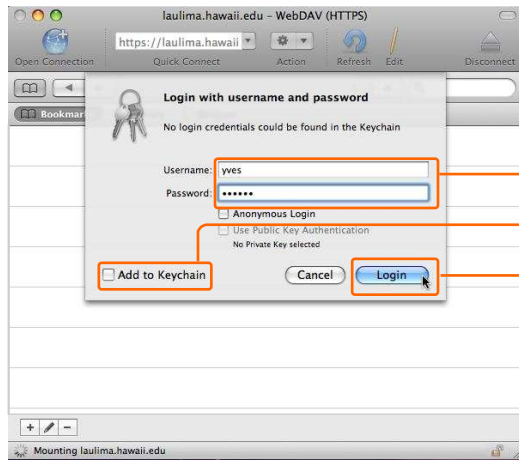 laulima.hawaii.edu – WebDAV (HTTPS)
https://laulima.hawaii
Open Connection Quick Connect Action Refresh Edit Disconnect
Bookmar
Login with username and password
No login credentials could be found in the Keychain
Username: yves
Password: ••••••
Anonymous Login
Use Public Key Authentication
No Private Key selected
Add to Keychain Cancel Login
Mounting laulima.hawaii.edu